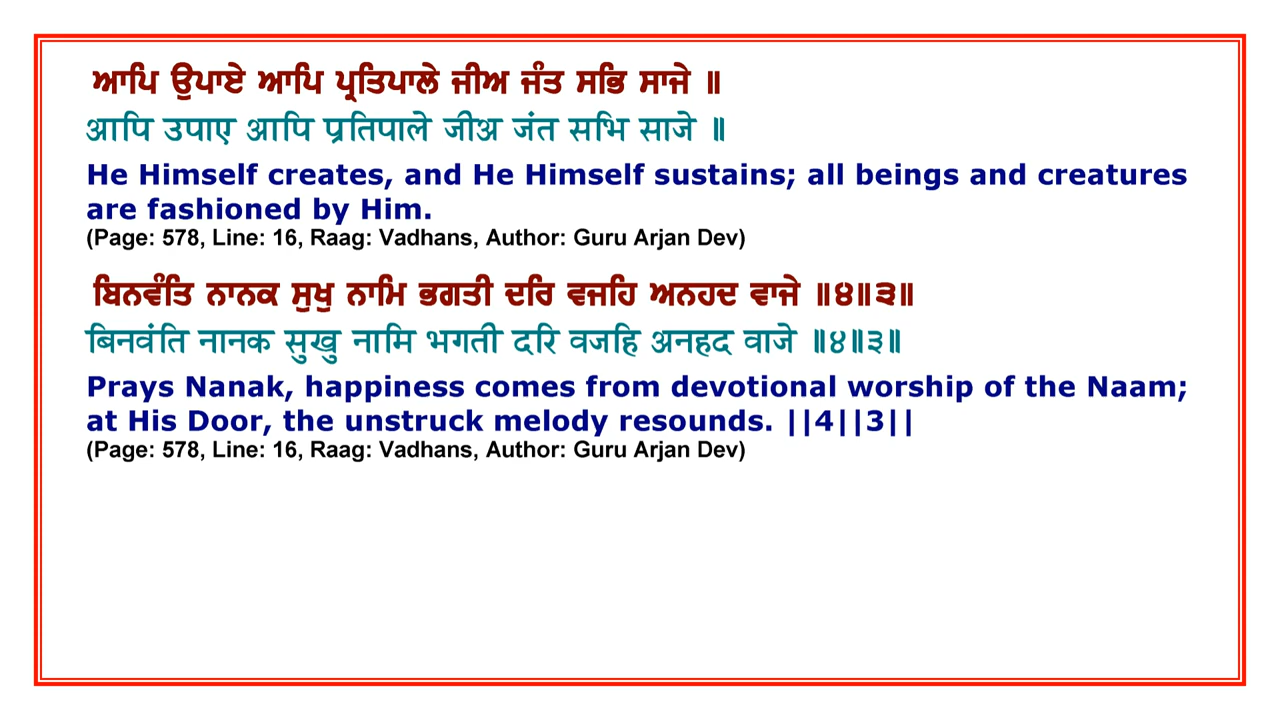 ਆਪਿ ਉਪਾਏ ਆਪਿ ਪ੍ਰਤਿਪਾਲੇ ਜੀਅ ਜੰਤ ਸਭਿ ਸਾਜੇ ॥
आपि उपाए आपि प्रतिपाले जीअ जंत सभि साजे ॥
He Himself creates, and He Himself sustains; all beings and creatures
are fashioned by Him.
(Page: 578, Line: 16, Raag: Vadhans, Author: Guru Arjan Dev)
ਬਿਨਵੰਤਿ ਨਾਨਕ ਸੁਖੁ ਨਾਮਿ ਭਗਤੀ ਦਰਿ ਵਜਹਿ ਅਨਹਦ ਵਾਜੇ ॥੪॥੩॥
बिनवंति नानक सुखु नामि भगती दरि वजहि अनहद वाजे ॥४॥३॥
Prays Nanak, happiness comes from devotional worship of the Naam;
at His Door, the unstruck melody resounds. ||4||3||
(Page: 578, Line: 16, Raag: Vadhans, Author: Guru Arjan Dev)